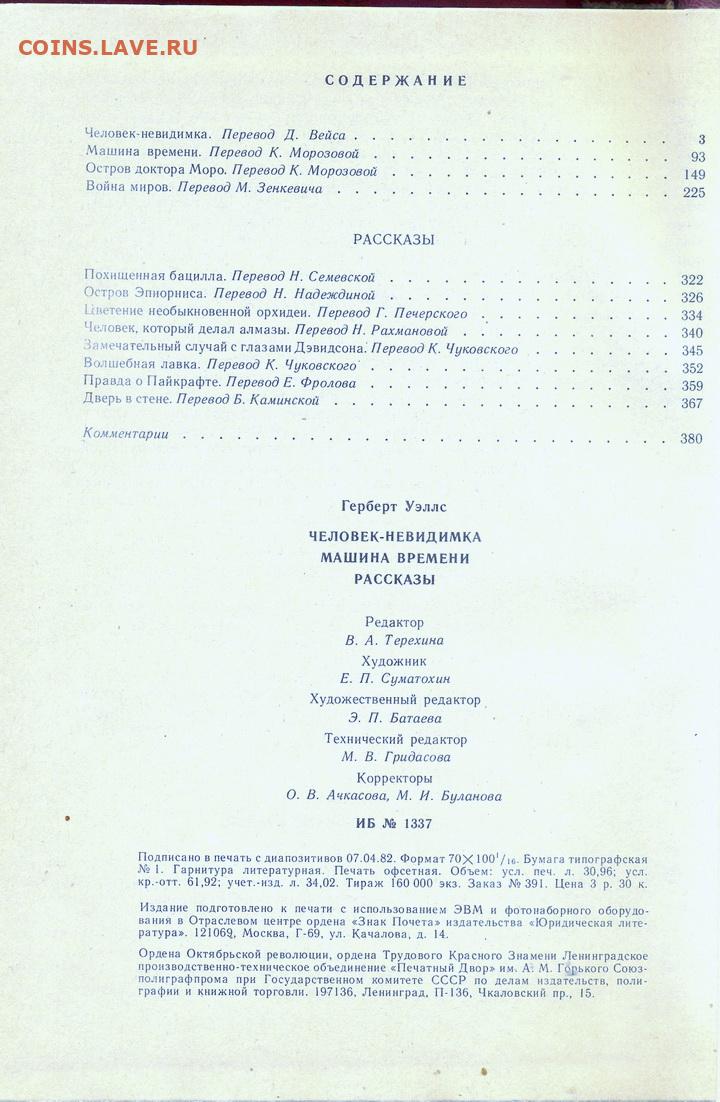 COINS.LAVE.RU
СОДЕРЖАНИЕ
Человек-невидимка. Перевод Д. Вейса . . . . . . . . . . . . . . . . . 3
Машина времени. Перевод К. Морозовой . . . . . . . . . . . . . . . . 93
Остров доктора Моро. Перевод К. Морозовой . . . . . . . . . . . . . . . 149
Война миров. Перевод М. Зенкевича . . . . . . . . . . . . . . . . . . 225
РАССКАЗЫ
Похищенная бацилла. Перевод Н. Семевской . . . . . . . . . . . . . . . 322
Остров Эпиорниса. Перевод Н. Надеждиной . . . . . . . . . . . . . . . 326
Цветение необыкновенной орхидеи. Перевод Г. Печерского . . . . . . . . . . 334
Человек, который делал алмазы. Перевод Н. Рахмановой . . . . . . . . . . . 340
Замечательный случай с глазами Дэвидсона. Перевод К. Чуковского . . . . . . . . 345
Волшебная лавка. Перевод К. Чуковского . . . . . . . . . . . . . . . . 352
Правда о Пайкрафте. Перевод Е. Фролова . . . . . . . . . . . . . . . . 359
Дверь в стене. Перевод Б. Каминской . . . . . . . . . . . . . . . . . . 367
Комментарии . . . . . . . . . . . . . . . . . . . . . . . . . . 380
Герберт Уэллс
ЧЕЛОВЕК-НЕВИДИМКА
МАШИНА ВРЕМЕНИ
РАССКАЗЫ
Редактор
В. А. Терехина
Художник
Е. П. Суматохин
Художественный редактор
Э. П. Батаева
Технический редактор
М. В. Гридасова
Корректоры
О. В. Ачкасова, М. И. Буланова
ИБ № 1337
Подписано в печать с диапозитивов 07.04.82. Формат 70×100¹/₁₆. Бумага типографская
№ 1. Гарнитура литературная. Печать офсетная. Объем: усл. печ. л. 30,96; усл.
кр.-отт. 61,92; учет.-изд. л. 34,02. Тираж 160 000 экз. Заказ № 391. Цена 3 р. 30 к.
Издание подготовлено к печати с использованием ЭВМ и фотонаборного оборудо-
вания в Отраслевом центре ордена «Знак Почета» издательства «Юридическая лите-
ратура». 121069, Москва, Г-69, ул. Качалова, д. 14.
Ордена Октябрьской революции, ордена Трудового Красного Знамени Ленинградское
производственно-техническое объединение «Печатный Двор» им. А. М. Горького Союз-
полиграфпрома при Государственном комитете СССР по делам издательств, поли-
графии и книжной торговли. 197136, Ленинград, П-136, Чкаловский пр., 15.